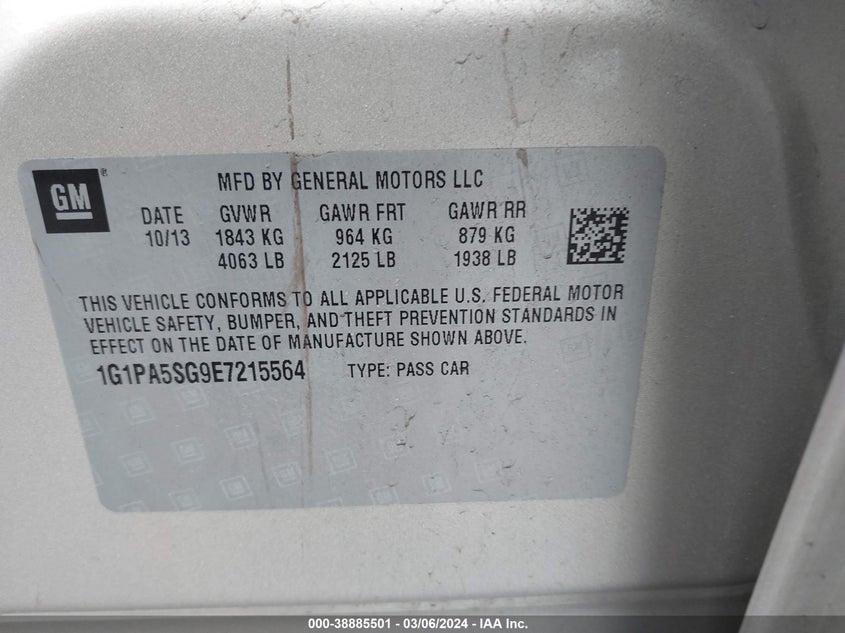 GM ®
MFD BY GENERAL MOTORS LLC
DATE GVWR GAWR FRT GAWR RR
10/13 1843 KG 964 KG 879 KG
4063 LB 2125 LB 1938 LB
THIS VEHICLE CONFORMS TO ALL APPLICABLE U.S. FEDERAL MOTOR
VEHICLE SAFETY, BUMPER, AND THEFT PREVENTION STANDARDS IN
EFFECT ON THE DATE OF MANUFACTURE SHOWN ABOVE.
1G1PA5SG9E7215564 TYPE: PASS CAR
000-38885501 - 03/06/2024 - IAA Inc.